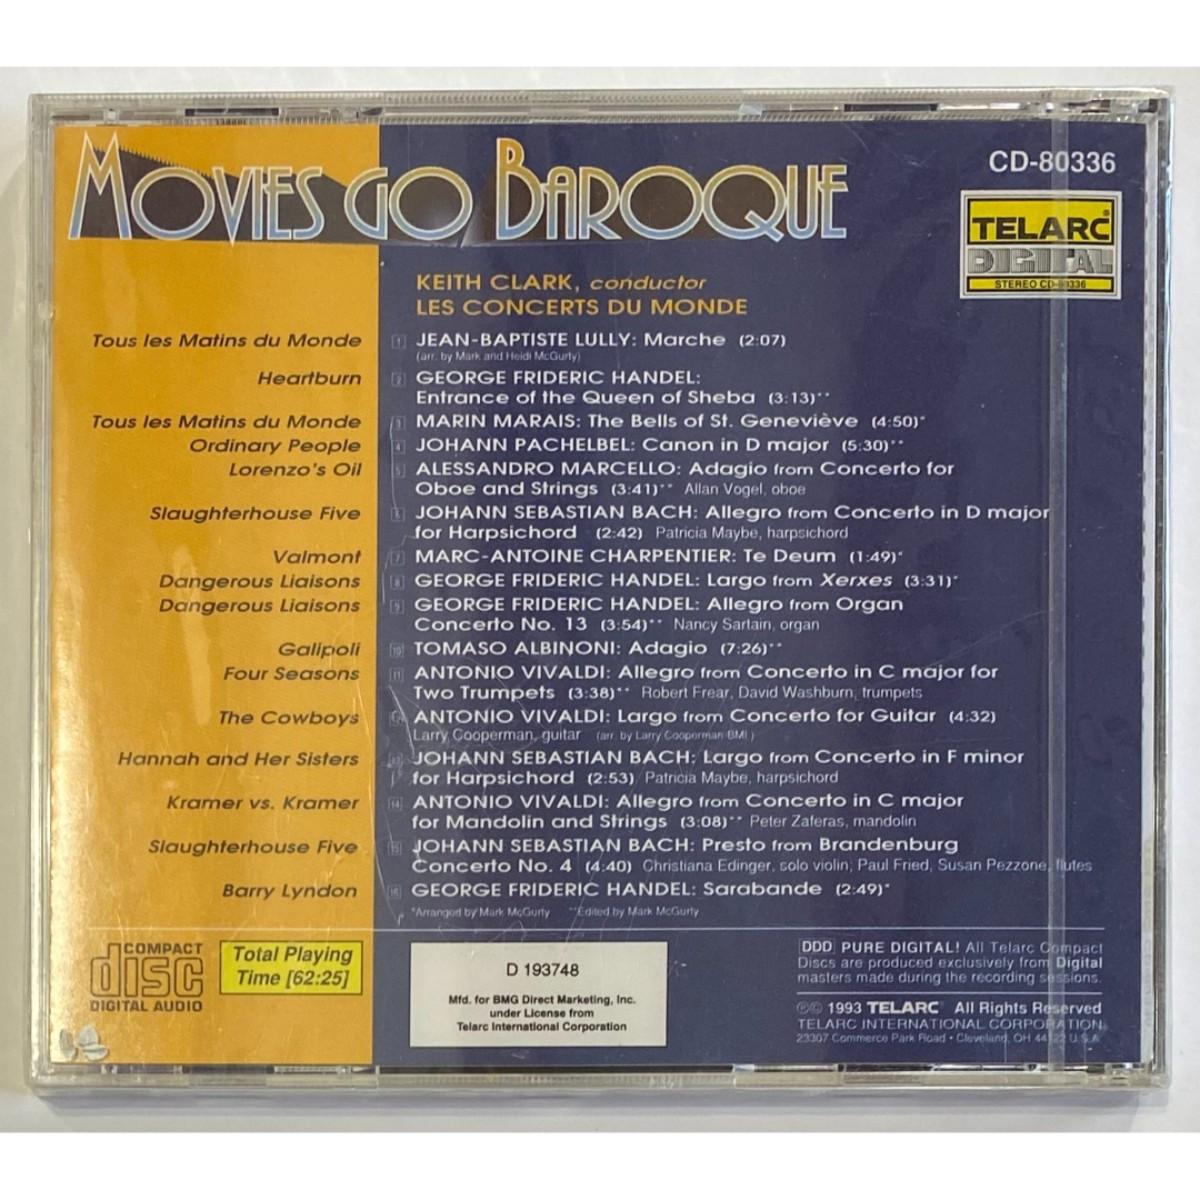 MOVIES GO BAROQUE
CD-80336
TELARC®
DIGITAL
STEREO CD-80336
KEITH CLARK, conductor
LES CONCERTS DU MONDE
Tous les Matins du Monde 1 JEAN-BAPTISTE LULLY: Marche (2:07)
(arr. by Mark and Heidi McGurty)
Heartburn 2 GEORGE FRIDERIC HANDEL:
Entrance of the Queen of Sheba (3:13)**
Tous les Matins du Monde 3 MARIN MARAIS: The Bells of St. Geneviève (4:50)*
Ordinary People 4 JOHANN PACHELBEL: Canon in D major (5:30)**
Lorenzo's Oil 5 ALESSANDRO MARCELLO: Adagio from Concerto for
Oboe and Strings (3:41)** Allan Vogel, oboe
Slaughterhouse Five 6 JOHANN SEBASTIAN BACH: Allegro from Concerto in D major
for Harpsichord (2:42) Patricia Maybe, harpsichord
Valmont 7 MARC-ANTOINE CHARPENTIER: Te Deum (1:49)*
Dangerous Liaisons 8 GEORGE FRIDERIC HANDEL: Largo from Xerxes (3:31)*
Dangerous Liaisons 9 GEORGE FRIDERIC HANDEL: Allegro from Organ
Concerto No. 13 (3:54)** Nancy Sartain, organ
Galipoli 10 TOMASO ALBINONI: Adagio (7:26)**
Four Seasons 11 ANTONIO VIVALDI: Allegro from Concerto in C major for
Two Trumpets (3:38)** Robert Frear, David Washburn, trumpets
The Cowboys 12 ANTONIO VIVALDI: Largo from Concerto for Guitar (4:32)
Larry Cooperman, guitar (arr. by Larry Cooperman BMI)
Hannah and Her Sisters 13 JOHANN SEBASTIAN BACH: Largo from Concerto in F minor
for Harpsichord (2:53) Patricia Maybe, harpsichord
Kramer vs. Kramer 14 ANTONIO VIVALDI: Allegro from Concerto in C major
for Mandolin and Strings (3:08)** Peter Zaferas, mandolin
Slaughterhouse Five 15 JOHANN SEBASTIAN BACH: Presto from Brandenburg
Concerto No. 4 (4:40) Christiana Edinger, solo violin; Paul Fried, Susan Pezzone, flutes
Barry Lyndon 16 GEORGE FRIDERIC HANDEL: Sarabande (2:49)*
*Arranged by Mark McGurty **Edited by Mark McGurty
COMPACT
disc
DIGITAL AUDIO
Total Playing
Time [62:25]
D 193748
Mfd. for BMG Direct Marketing, Inc.
under License from
Telarc International Corporation
DDD PURE DIGITAL! All Telarc Compact
Discs are produced exclusively from Digital
masters made during the recording sessions.
℗© 1993 TELARC® All Rights Reserved
TELARC INTERNATIONAL CORPORATION
23307 Commerce Park Road • Cleveland, OH 44122 U.S.A.